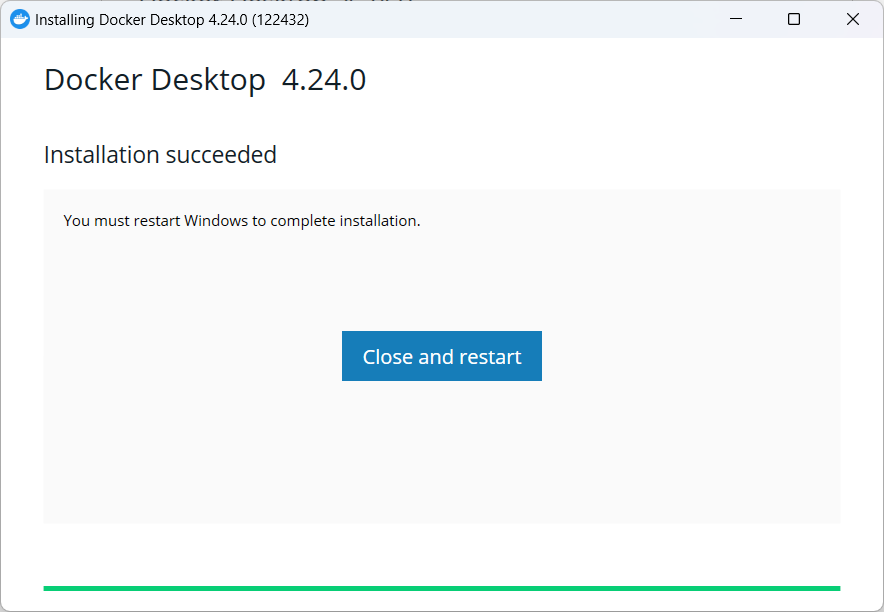 Installing Docker Desktop 4.24.0 (122432)
Docker Desktop 4.24.0
Installation succeeded
You must restart Windows to complete installation.
Close and restart